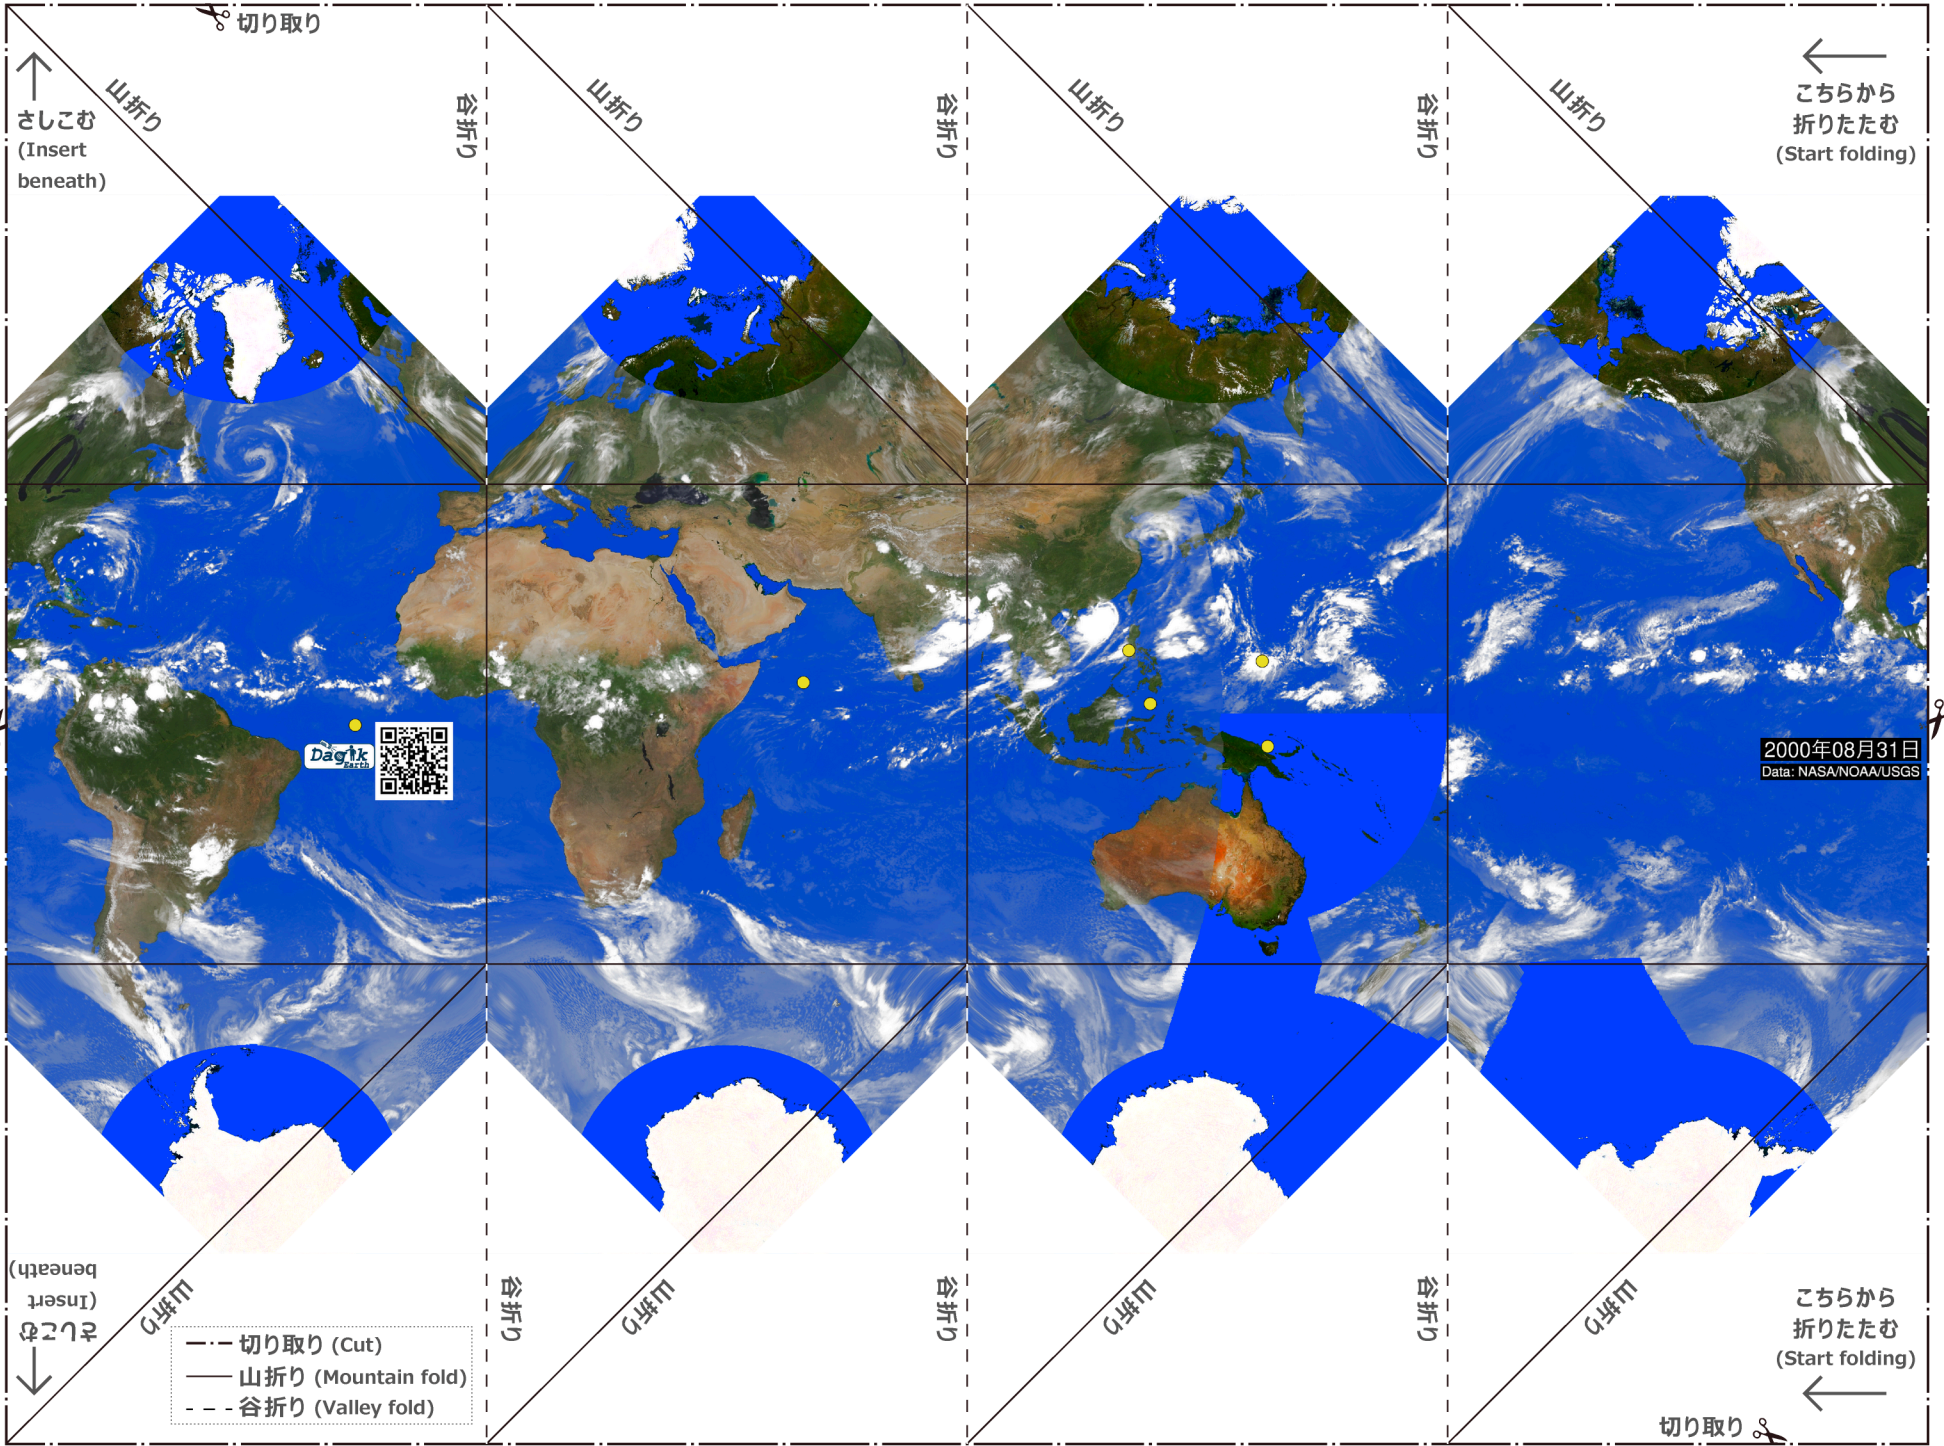 切り取り
山折り
谷折り
山折り
谷折り
山折り
谷折り
山折り
さしこむ
(Insert
beneath)
こちらから
折りたたむ
(Start folding)
Dagik
Earth
2000年08月31日
Data: NASA/NOAA/USGS
さしこむ
(Insert
beneath)
山折り
谷折り
山折り
谷折り
山折り
谷折り
山折り
こちらから
折りたたむ
(Start folding)
切り取り (Cut)
山折り (Mountain fold)
谷折り (Valley fold)
切り取り